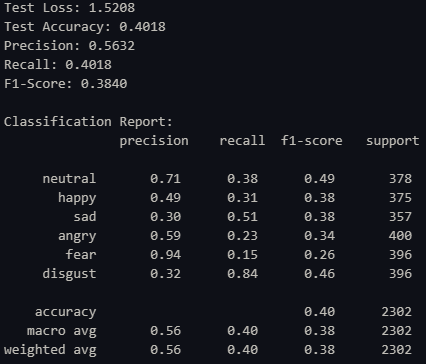 Test Loss: 1.5208
Test Accuracy: 0.4018
Precision: 0.5632
Recall: 0.4018
F1-Score: 0.3840
Classification Report:
precision recall f1-score support
neutral 0.71 0.38 0.49 378
happy 0.49 0.31 0.38 375
sad 0.30 0.51 0.38 357
angry 0.59 0.23 0.34 400
fear 0.94 0.15 0.26 396
disgust 0.32 0.84 0.46 396
accuracy 0.40 2302
macro avg 0.56 0.40 0.38 2302
weighted avg 0.56 0.40 0.38 2302